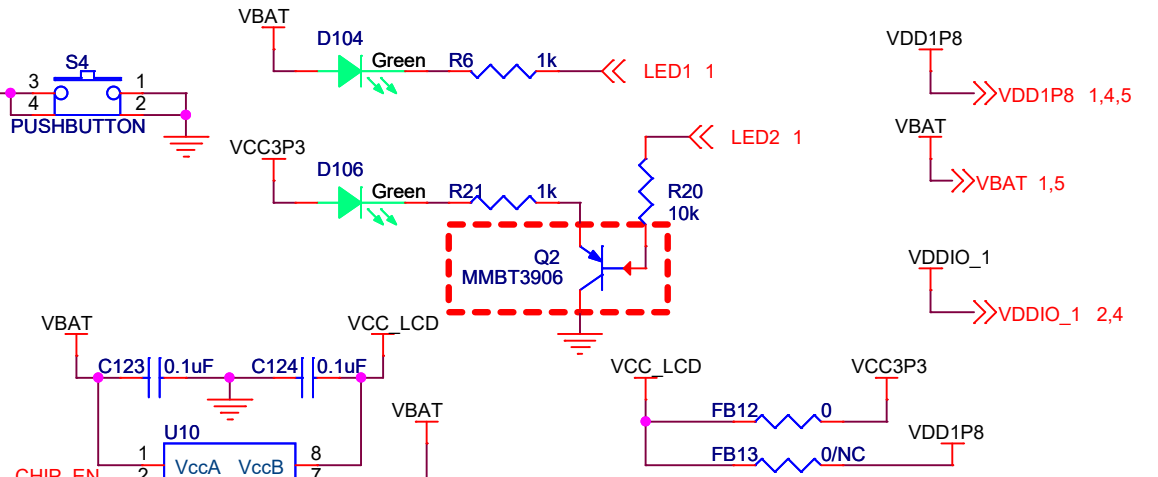 VBAT
D104
Green
R6
1k
LED1 1
VDD1P8
VDD1P8 1,4,5
S4
3
1
4
2
PUSHBUTTON
VCC3P3
D106
Green
R21
1k
LED2 1
R20
10k
VBAT
VBAT 1,5
Q2
MMBT3906
VDDIO_1
VDDIO_1 2,4
VBAT
VCC_LCD
C123
0.1uF
C124
0.1uF
VBAT
VCC_LCD
VCC3P3
FB12
0
VDD1P8
FB13
0/NC
U10
1
VccA
VccB
8
CHIP_EN
2
7